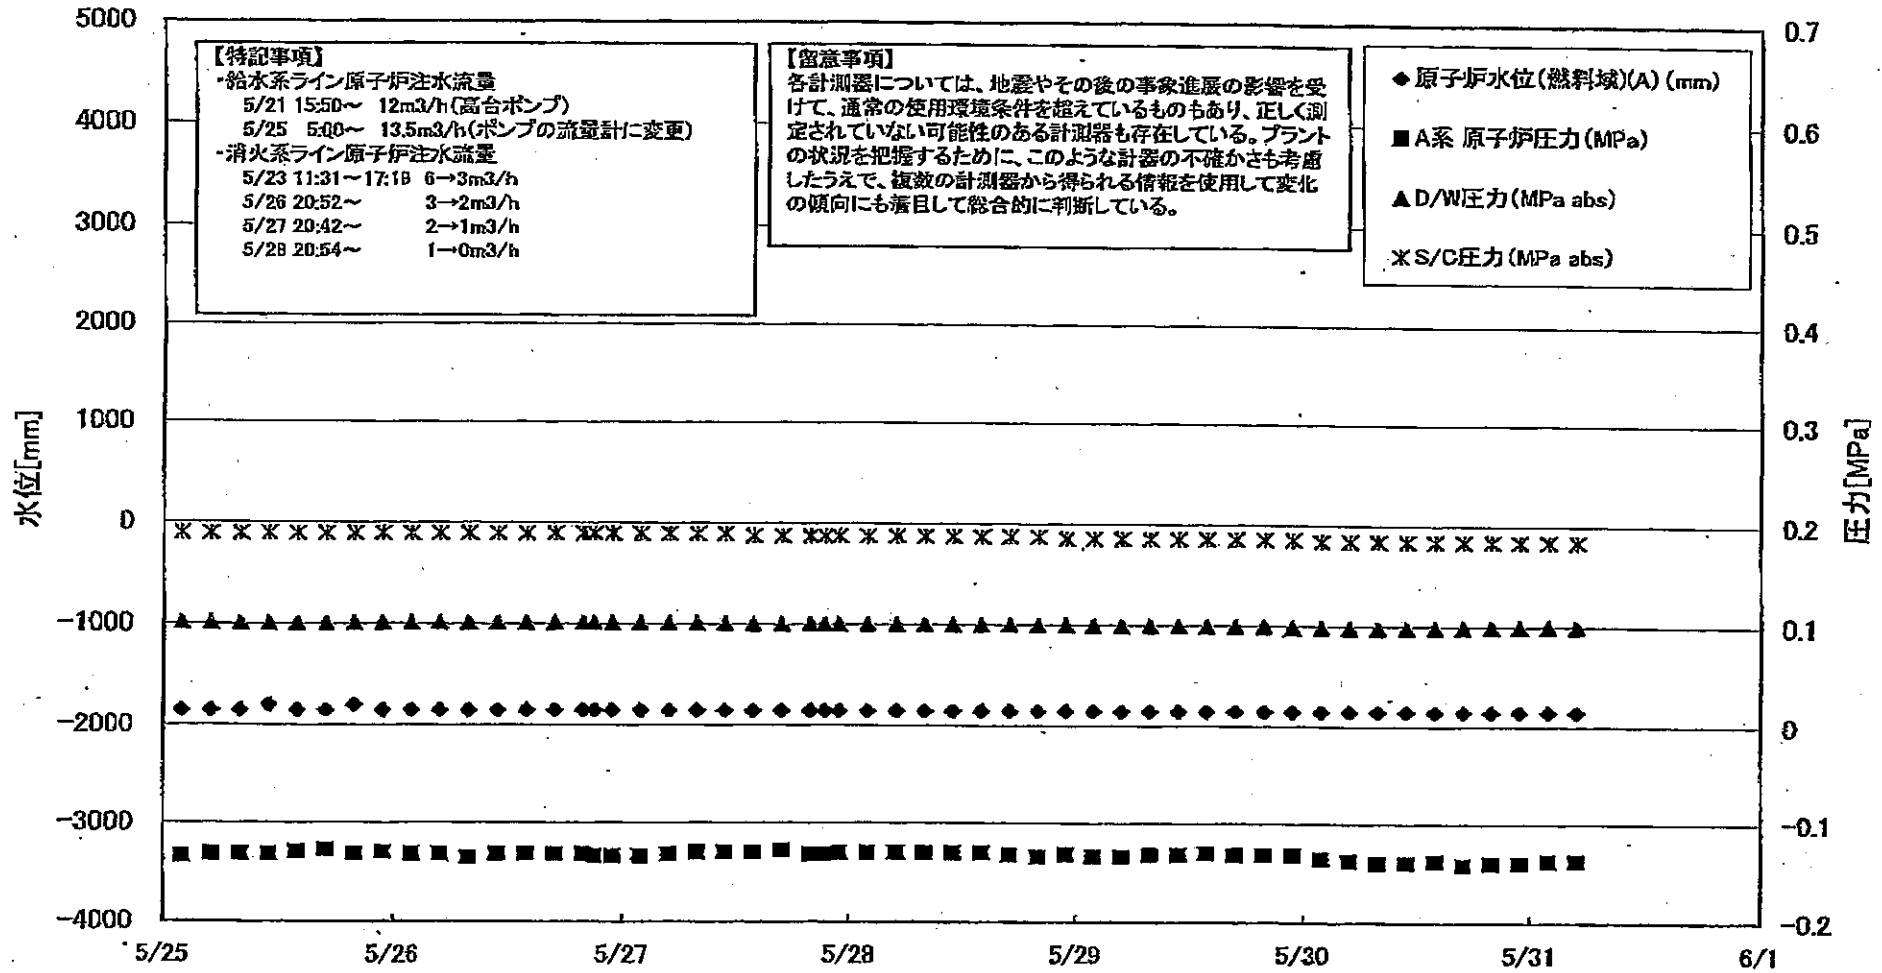 【特記事項】
・給水系ライン原子炉注水流量
5/21 15:50～ 12m3/h(高台ポンプ)
5/25 5:00～ 13.5m3/h(ポンプの流量計に変更)
・消火系ライン原子炉注水流量
5/23 11:31～17:18 6→3m3/h
5/26 20:52～ 3→2m3/h
5/27 20:42～ 2→1m3/h
5/28 20:54～ 1→0m3/h
【留意事項】
各計測器については、地震やその後の事象進展の影響を受
けて、通常の使用環境条件を超えているものもあり、正しく測
定されていない可能性のある計測器も存在している。プラント
の状況を把握するために、このような計器の不確かさも考慮
したうえで、複数の計測器から得られる情報を使用して変化
の傾向にも着目して総合的に判断している。
◆原子炉水位(燃料域)(A)(mm)
■A系 原子炉圧力(MPa)
▲D/W圧力(MPa abs)
S/C圧力(MPa abs)
水位[mm]
5000
4000
3000
2000
1000
0
-1000
-2000
-3000
-4000
圧力[MPa]
0.7
0.6
0.5
0.4
0.3
0.2
0.1
0
-0.1
-0.2
5/25
5/26
5/27
5/28
5/29
5/30
5/31
6/1